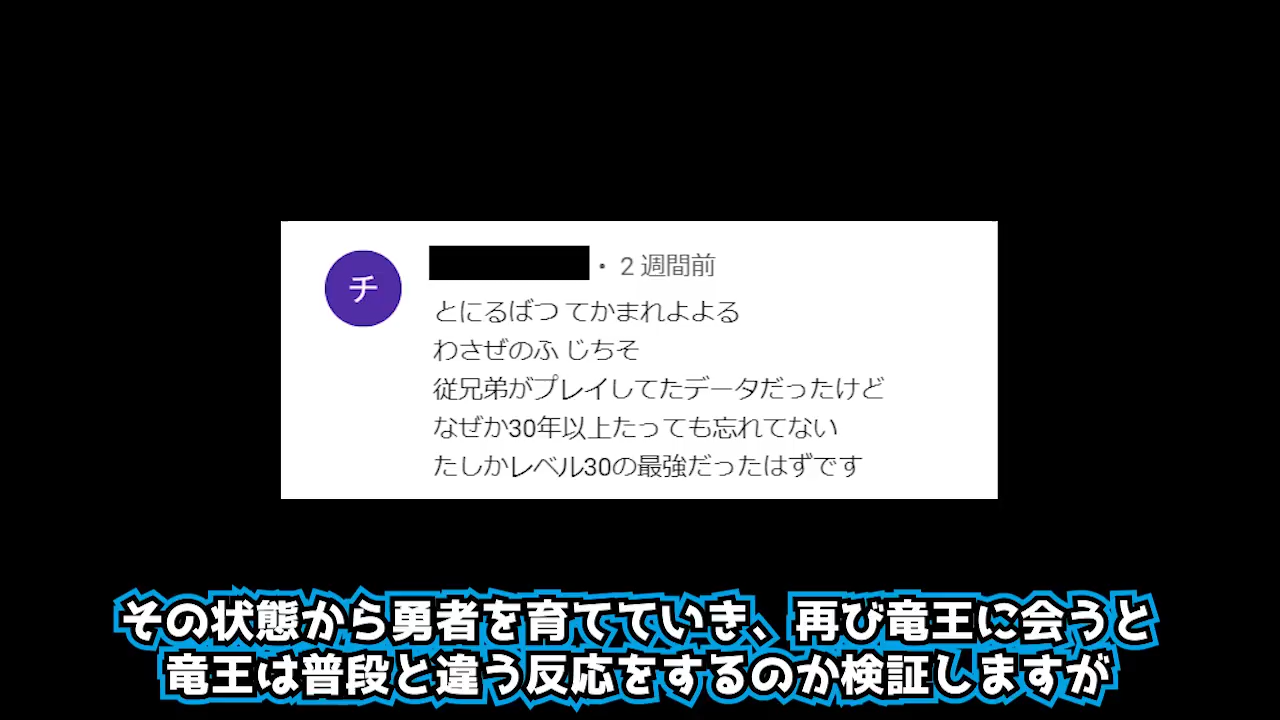 チ
・ 2 週間前
とにるばつ てかまれよよる
わさぜのふ じちそ
従兄弟がプレイしてたデータだったけど
なぜか30年以上たっても忘れてない
たしかレベル30の最強だったはずです
その状態から勇者を育てていき、再び竜王に会うと
竜王は普段と違う反応をするのか検証しますが